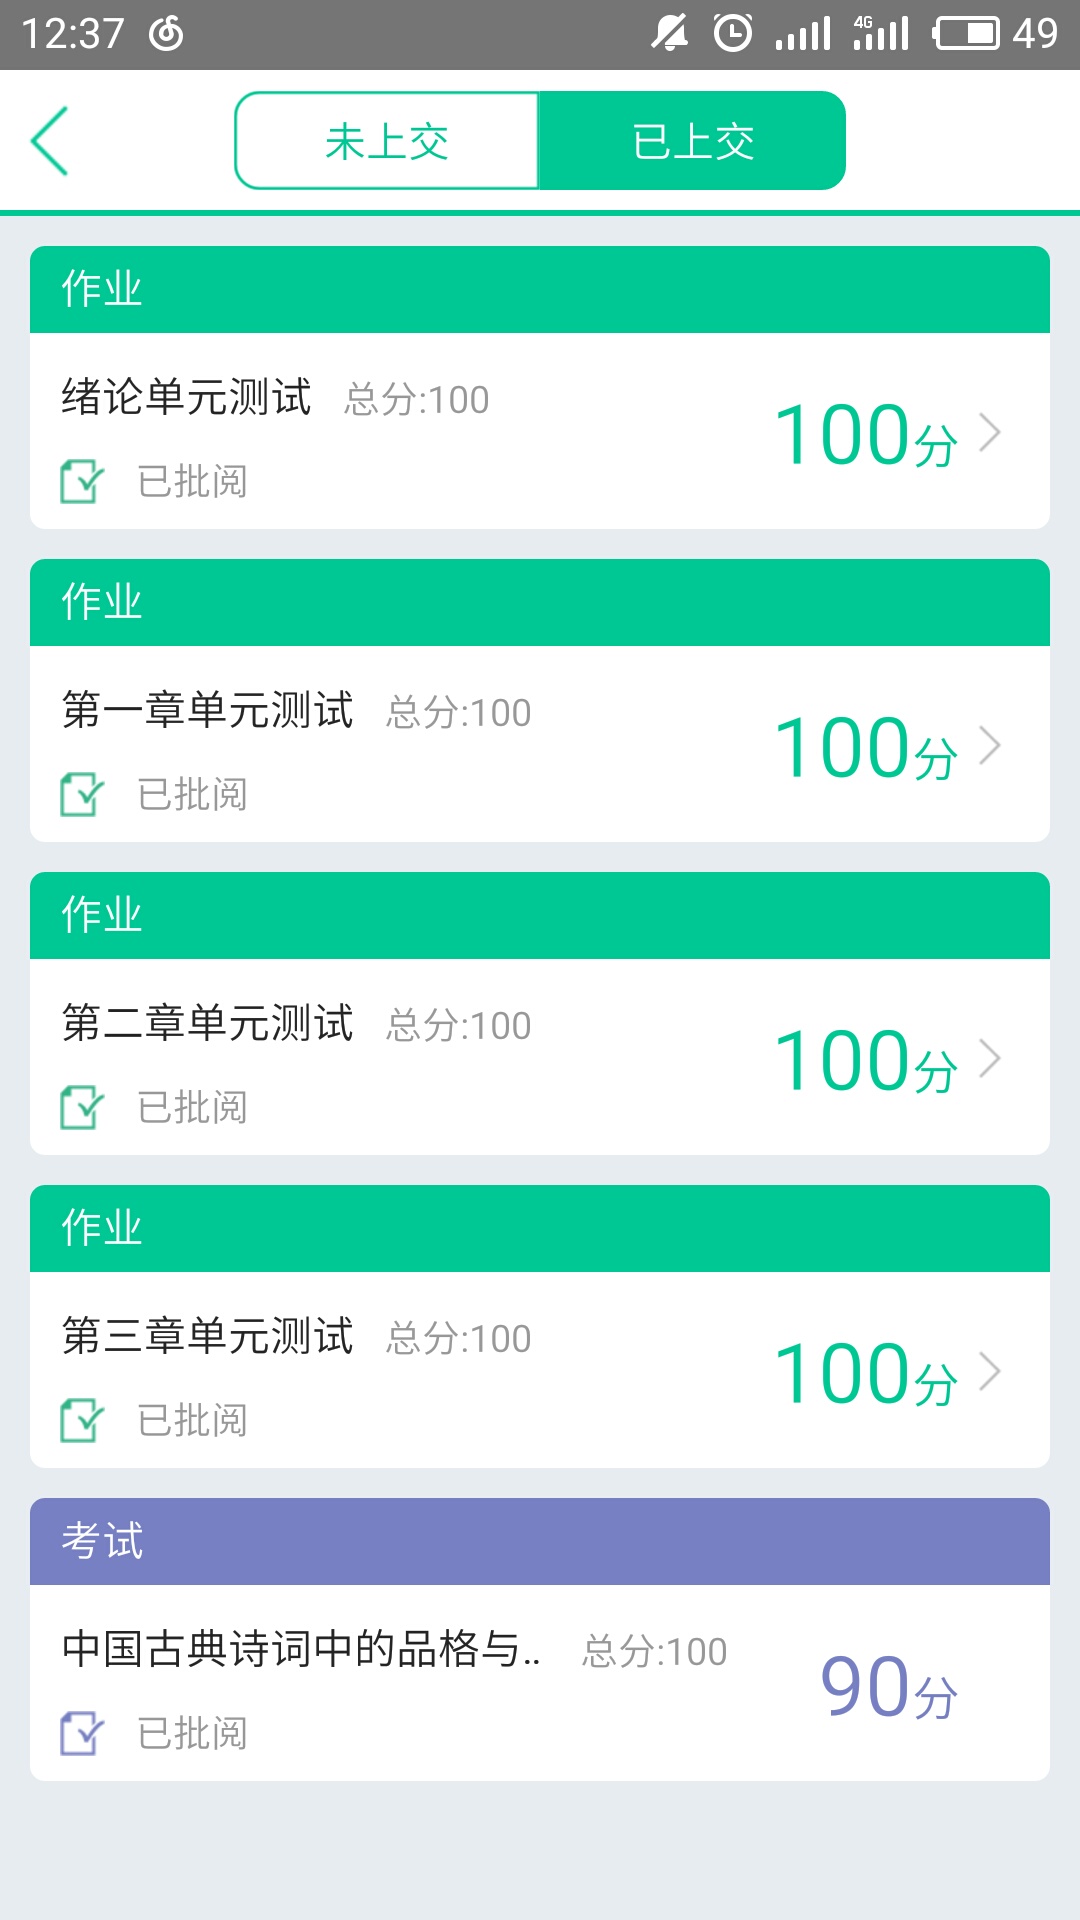 12:37 4G 49
未上交 已上交
作业
绪论单元测试 总分:100
100分
已批阅
作业
第一章单元测试 总分:100
100分
已批阅
作业
第二章单元测试 总分:100
100分
已批阅
作业
第三章单元测试 总分:100
100分
已批阅
考试
中国古典诗词中的品格与.. 总分:100
90分
已批阅